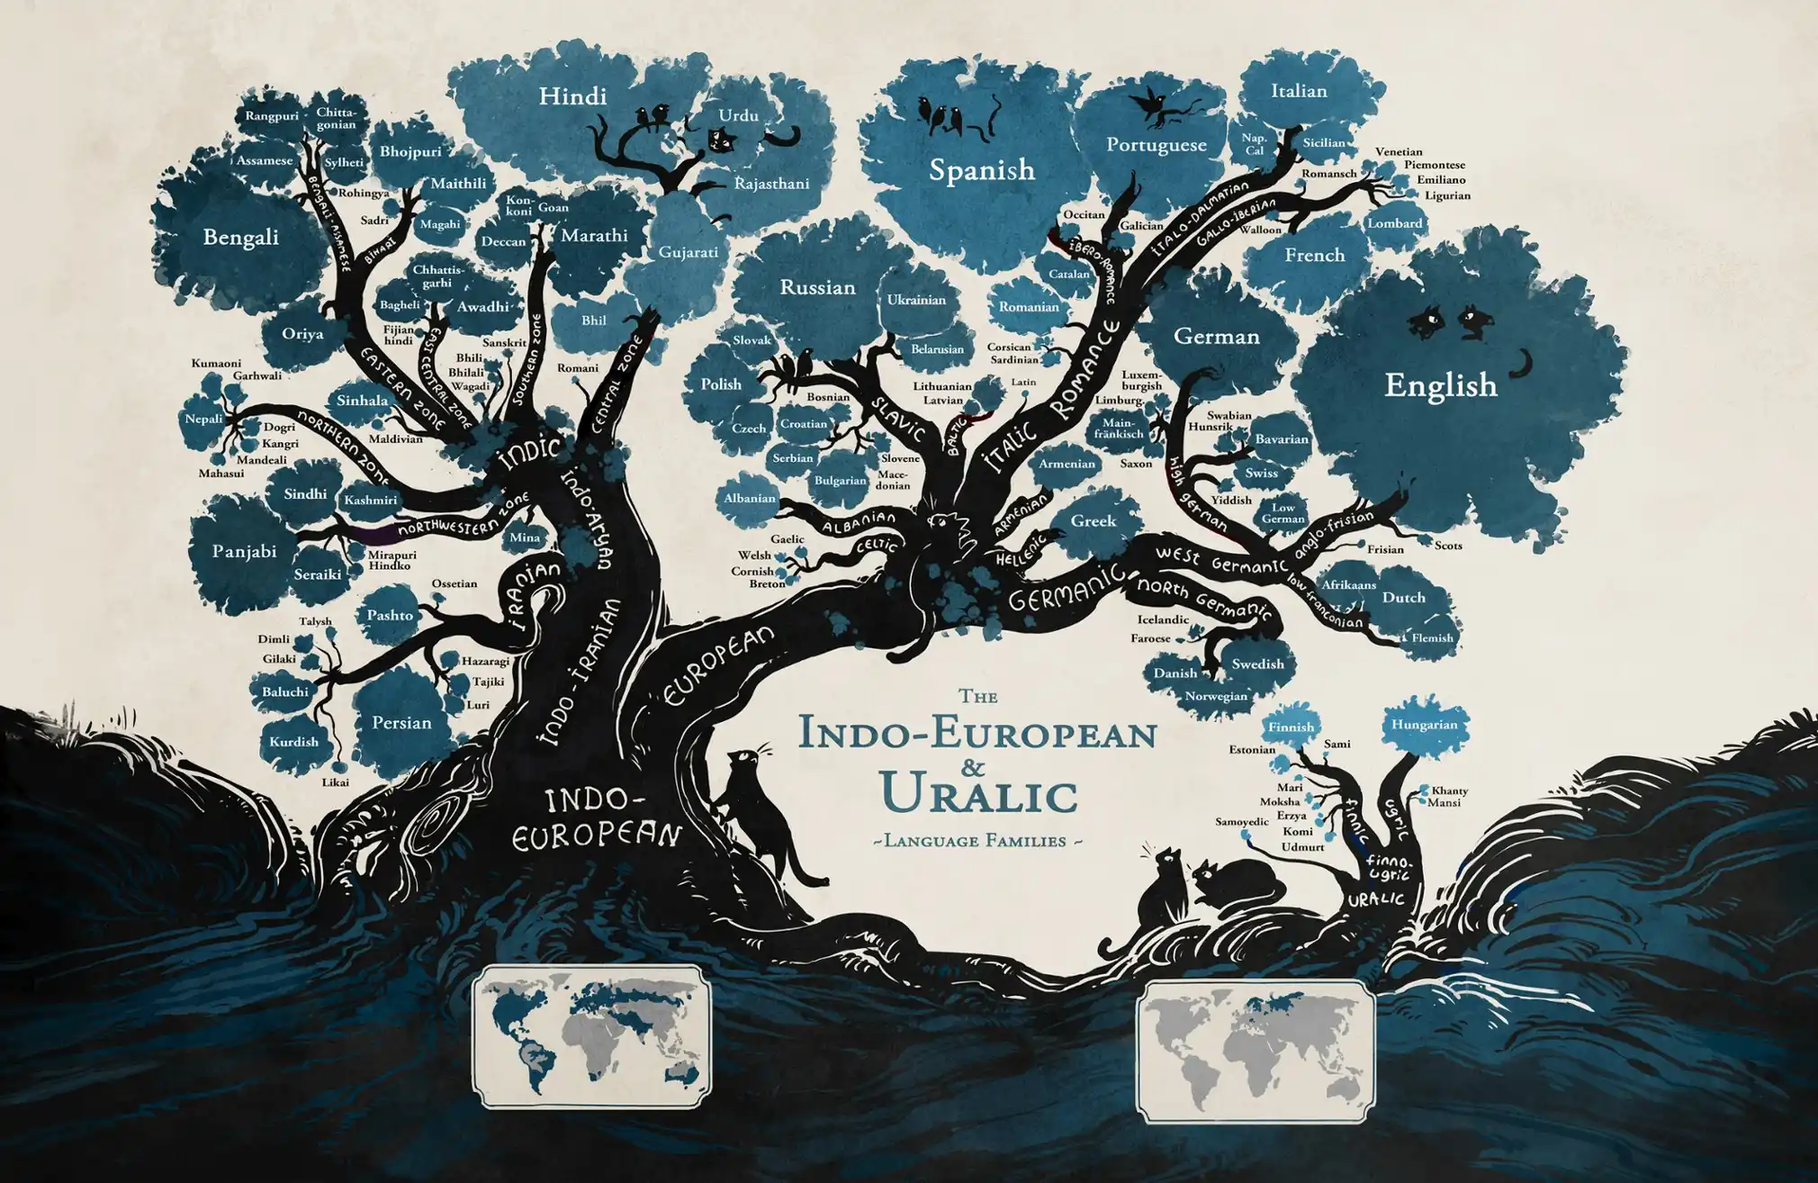 Hindi
Urdu
Rajasthani
Rangpuri
Chitta-
gonian
Assamese
Sylheti
Bhojpuri
Maithili
Rohingya
Sadri
Magahi
Bengali
BENGALI-ASSAMESE
BIHARI
Kon-
koni
Goan
Deccan
Marathi
Gujarati
Bhil
Chhattis-
garhi
Bagheli
Awadhi
Fijian
hindi
Oriya
EASTERN ZONE
EAST CENTRAL ZONE
Sanskrit
Bhili
Bhilali
Wagadi
SOUTHERN ZONE
Romani
CENTRAL ZONE
Kumaoni
Garhwali
Nepali
Dogri
Kangri
Mandeali
Mahasui
NORTHERN ZONE
Sinhala
Maldivian
INDIC
Sindhi
Kashmiri
Panjabi
Seraiki
Mirapuri
Hindko
NORTHWESTERN ZONE
Mina
Indo-Aryan
IRANIAN
Ossetian
Pashto
Talysh
Dimli
Gilaki
Baluchi
Kurdish
Likai
Persian
Hazaragi
Tajiki
Luri
INDO-IRANIAN
INDO-
EUROPEAN
EUROPEAN
Spanish
Portuguese
Italian
Nap.
Cal
Sicilian
Venetian
Piemontese
Emiliano
Ligurian
Romansch
Lombard
Walloon
French
Occitan
Galician
Catalan
IBERO-ROMANCE
ITALO-DALMATIAN
GALLO-IBERIAN
Romanian
Corsican
Sardinian
Latin
ROMANCE
ITALIC
Russian
Ukrainian
Belarusian
Slovak
Polish
Czech
Bosnian
Croatian
Serbian
Bulgarian
Slovene
Mace-
donian
SLAVIC
Lithuanian
Latvian
BALTIC
Albanian
ALBANIAN
Gaelic
Welsh
Cornish
Breton
CELTIC
Armenian
ARMENIAN
Greek
HELLENIC
German
English
Luxem-
burgish
Limburg.
Main-
fränkisch
Saxon
Swabian
Hunsrik
Bavarian
Swiss
Yiddish
high german
Low
German
anglo-frisian
Frisian
Scots
GERMANIC
WEST Germanic
NORTH Germanic
low franconian
Afrikaans
Dutch
Flemish
Icelandic
Faroese
Danish
Swedish
Norwegian
The
Indo-European
&
Uralic
~Language Families ~
Finnish
Hungarian
Estonian
Sami
Mari
Moksha
Erzya
Komi
Udmurt
Samoyedic
Khanty
Mansi
finnic
ugric
finno-
ugric
URALIC